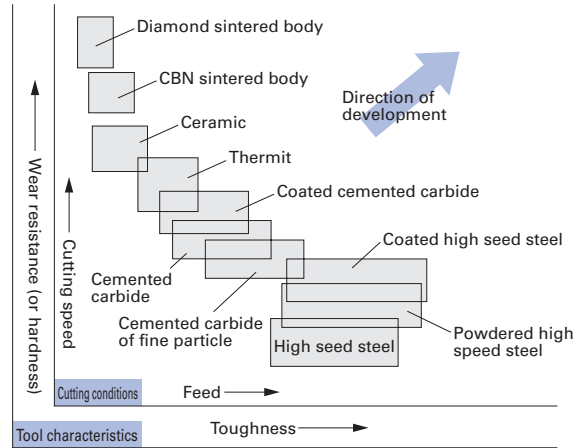 Diamond sintered body
CBN sintered body
Direction of
development
Ceramic
Thermit
Coated cemented carbide
Wear resistance (or hardness)
Cutting speed
Coated high seed steel
Cemented
carbide
Cemented carbide
of fine particle
High seed steel
Powdered high
speed steel
Cutting conditions
Feed
Tool characteristics
Toughness